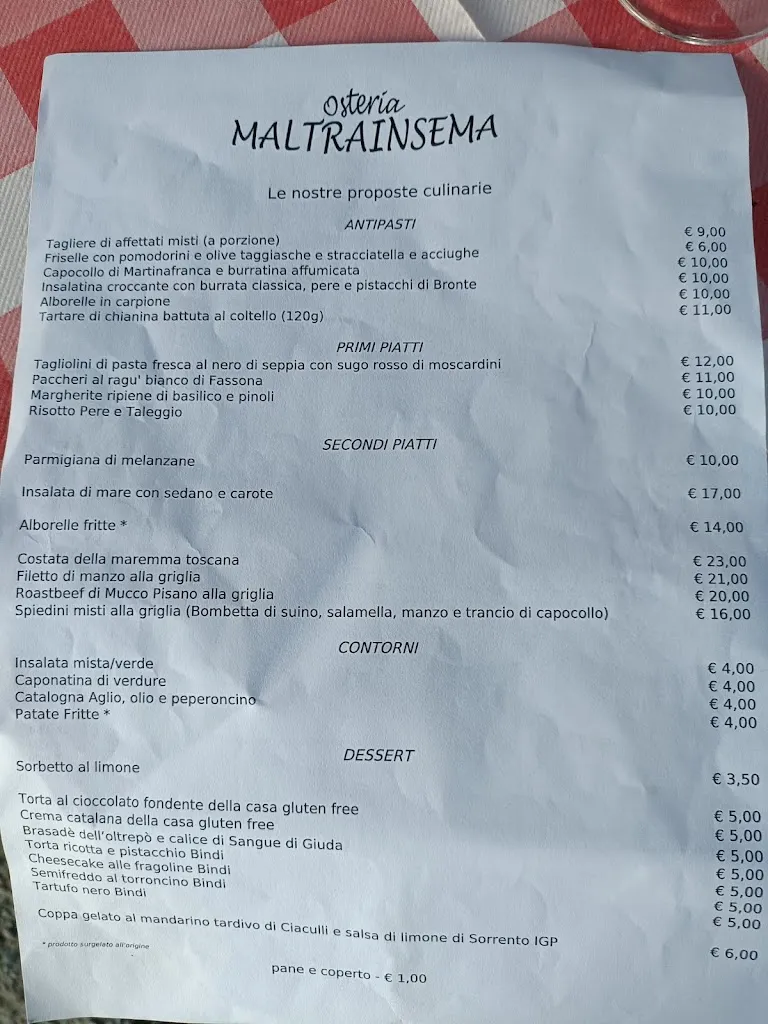 Osteria
MALTRAINSEMA
Le nostre proposte culinarie
ANTIPASTI
Tagliere di affettati misti (a porzione) € 9,00
Friselle con pomodorini e olive taggiasche e stracciatella e acciughe € 6,00
Capocollo di Martinafranca e burratina affumicata € 10,00
Insalatina croccante con burrata classica, pere e pistacchi di Bronte € 10,00
Alborelle in carpione € 10,00
Tartare di chianina battuta al coltello (120g) € 11,00
PRIMI PIATTI
Tagliolini di pasta fresca al nero di seppia con sugo rosso di moscardini € 12,00
Paccheri al ragu' bianco di Fassona € 11,00
Margherite ripiene di basilico e pinoli € 10,00
Risotto Pere e Taleggio € 10,00
SECONDI PIATTI
Parmigiana di melanzane € 10,00
Insalata di mare con sedano e carote € 17,00
Alborelle fritte * € 14,00
Costata della maremma toscana € 23,00
Filetto di manzo alla griglia € 21,00
Roastbeef di Mucco Pisano alla griglia € 20,00
Spiedini misti alla griglia (Bombetta di suino, salamella, manzo e trancio di capocollo) € 16,00
CONTORNI
Insalata mista/verde € 4,00
Caponatina di verdure € 4,00
Catalogna Aglio, olio e peperoncino € 4,00
Patate Fritte * € 4,00
DESSERT
Sorbetto al limone € 3,50
Torta al cioccolato fondente della casa gluten free € 5,00
Crema catalana della casa gluten free € 5,00
Brasadè dell'oltrepò e calice di Sangue di Giuda € 5,00
Torta ricotta e pistacchio Bindi € 5,00
Cheesecake alle fragoline Bindi € 5,00
Semifreddo al torroncino Bindi € 5,00
Tartufo nero Bindi € 5,00
Coppa gelato al mandarino tardivo di Ciaculli e salsa di limone di Sorrento IGP € 6,00
* prodotto surgelato all'origine
pane e coperto - € 1,00